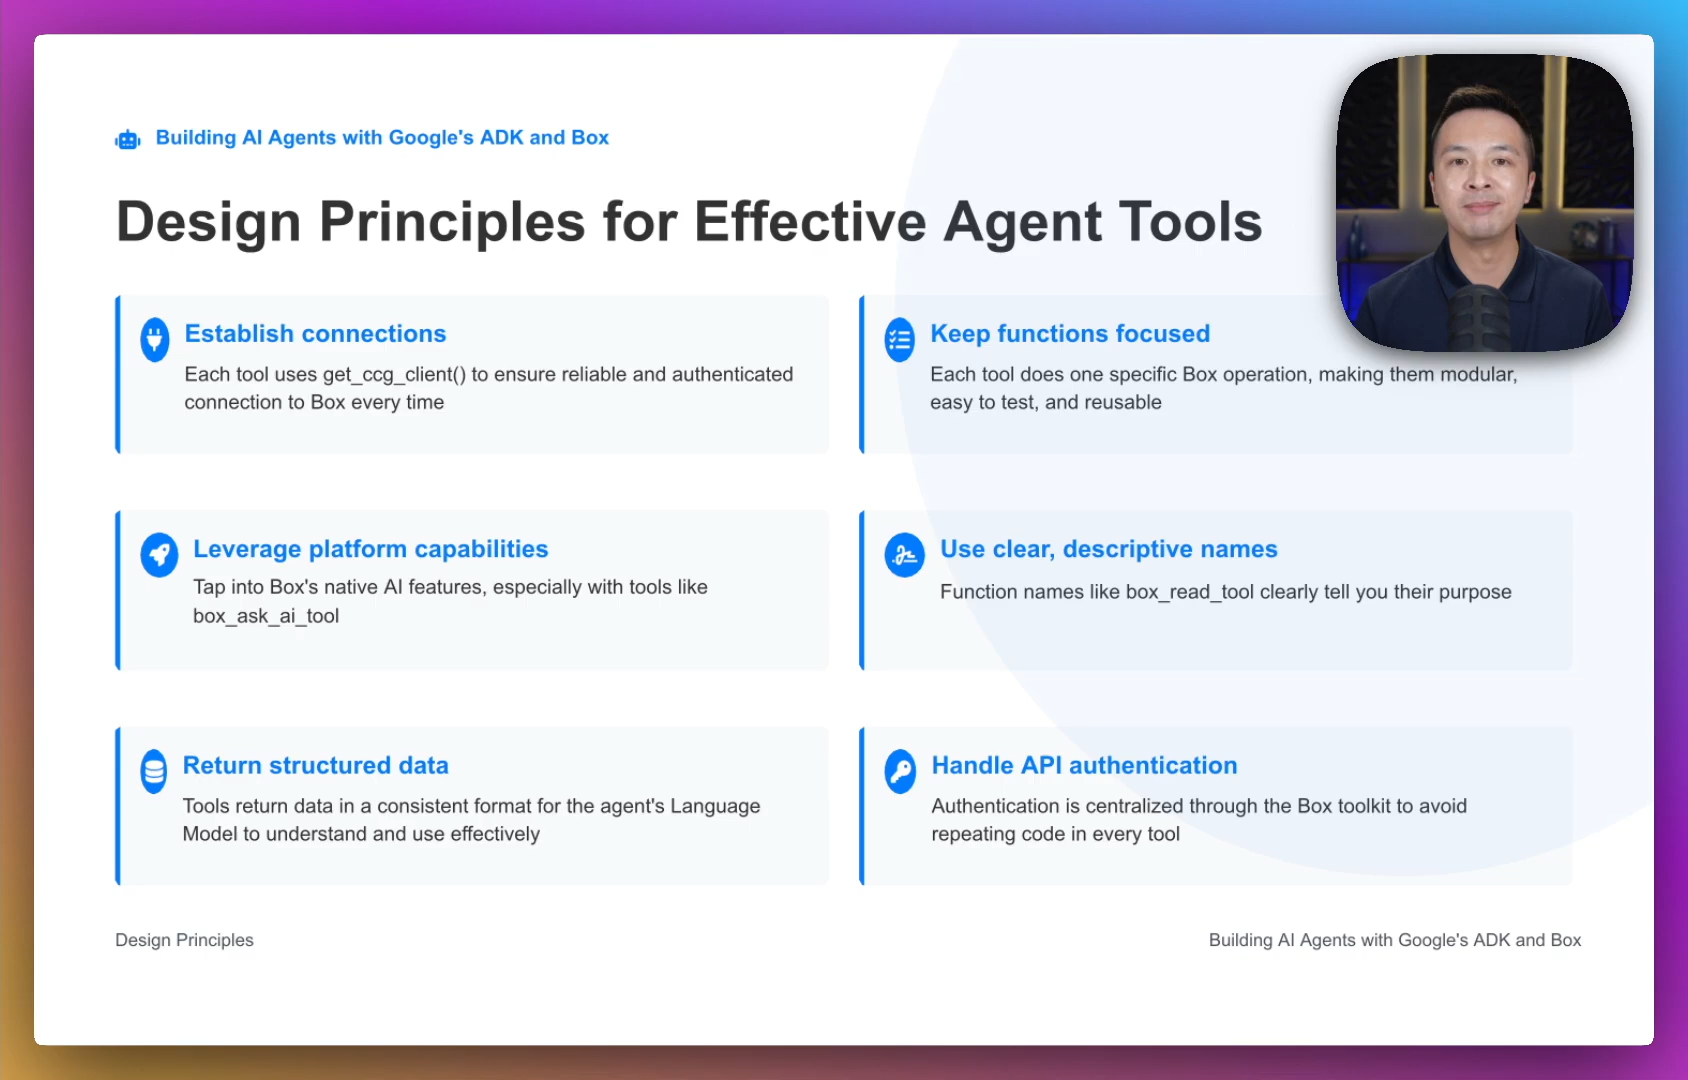 Building AI Agents with Google's ADK and Box
Design Principles for Effective Agent Tools
Establish connections
Each tool uses get_ccg_client() to ensure reliable and authenticated
connection to Box every time
Keep functions focused
Each tool does one specific Box operation, making them modular,
easy to test, and reusable
Leverage platform capabilities
Tap into Box's native AI features, especially with tools like
box_ask_ai_tool
Use clear, descriptive names
Function names like box_read_tool clearly tell you their purpose
Return structured data
Tools return data in a consistent format for the agent's Language
Model to understand and use effectively
Handle API authentication
Authentication is centralized through the Box toolkit to avoid
repeating code in every tool
Design Principles
Building AI Agents with Google's ADK and Box